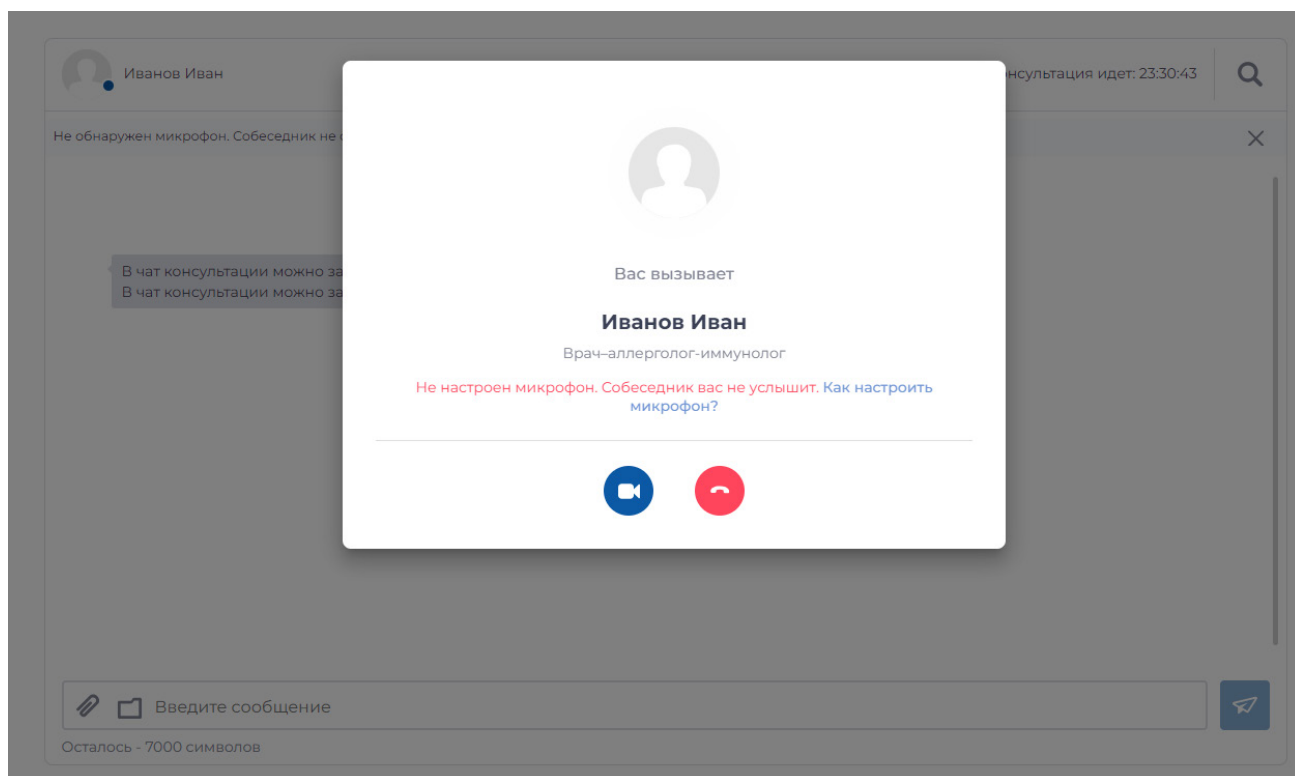 Иванов Иван
нсультация идет: 23:30:43
Не обнаружен микрофон. Собеседник не
В чат консультации можно за
В чат консультации можно за
Вас вызывает
Иванов Иван
Врач–аллерголог-иммунолог
Не настроен микрофон. Собеседник вас не услышит. Как настроить
микрофон?
Введите сообщение
Осталось - 7000 символов